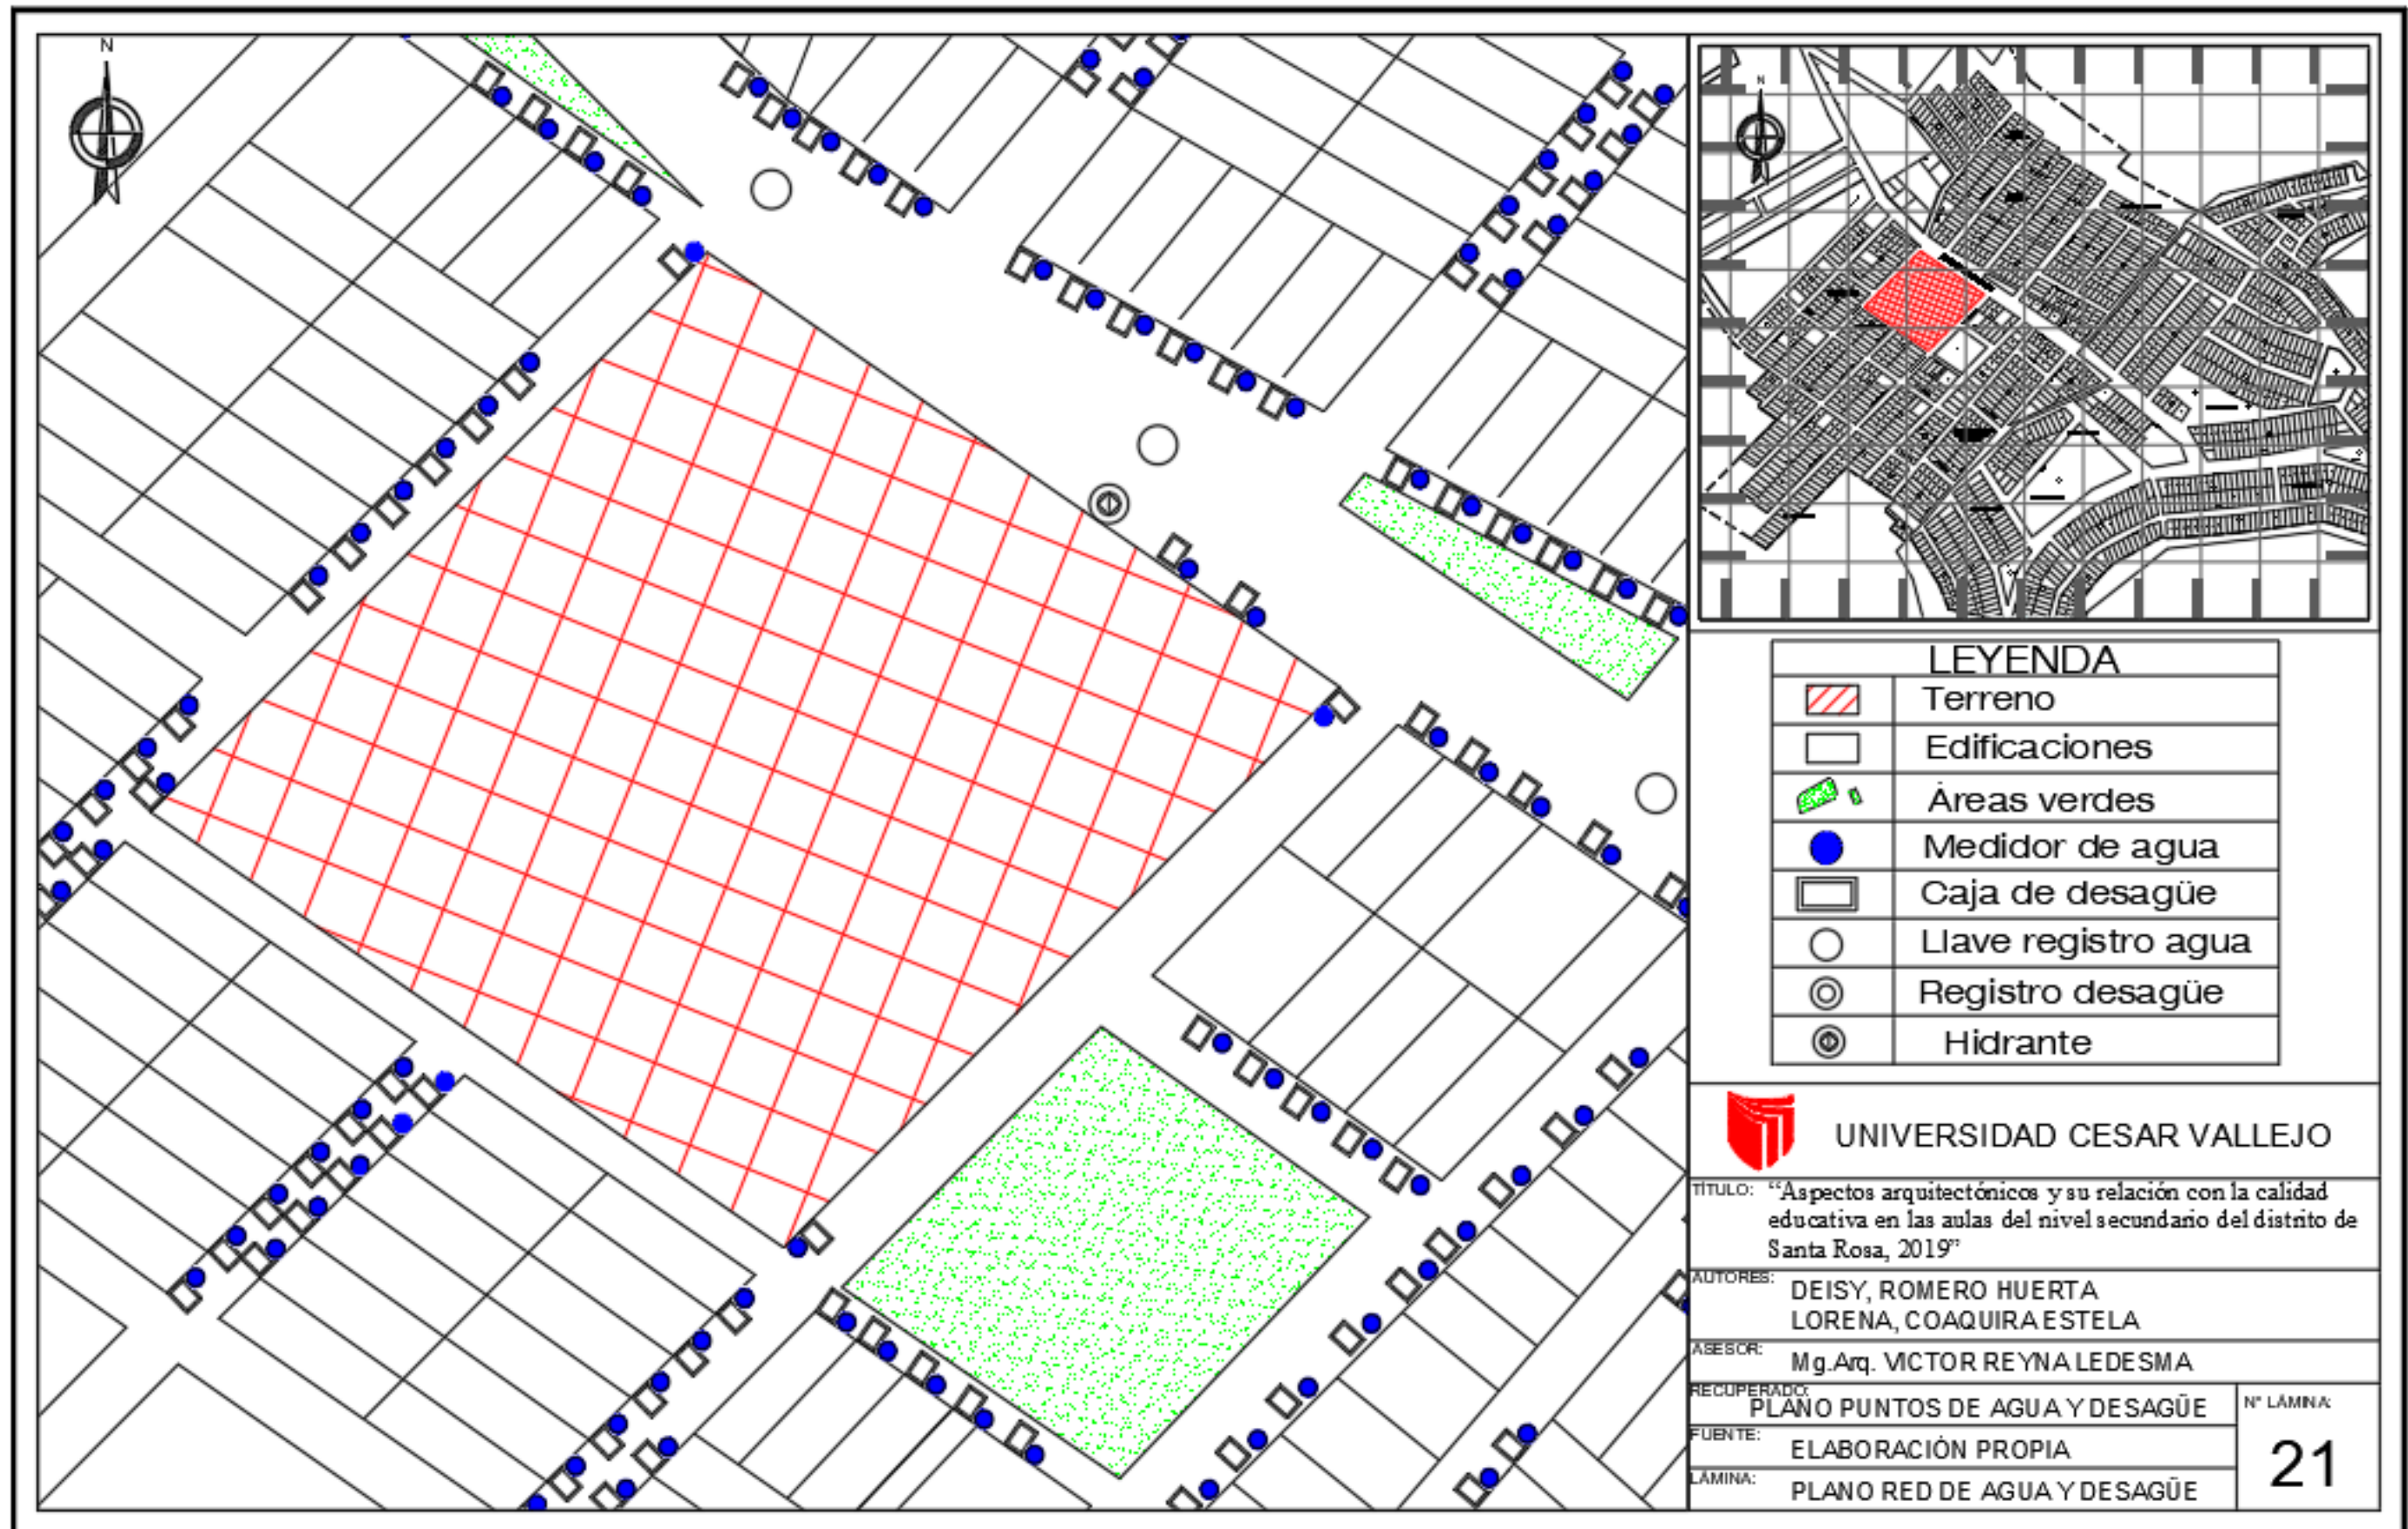 N
N
LEYENDA
Terreno
Edificaciones
Áreas verdes
Medidor de agua
Caja de desagüe
Llave registro agua
Registro desagüe
Hidrante
UNIVERSIDAD CESAR VALLEJO
TÍTULO: “Aspectos arquitectónicos y su relación con la calidad
educativa en las aulas del nivel secundario del distrito de
Santa Rosa, 2019”
AUTORES: DEISY, ROMERO HUERTA
LORENA, COAQUIRA ESTELA
ASESOR: Mg.Arq. VICTOR REYNA LEDESMA
RECUPERADO: PLANO PUNTOS DE AGUA Y DESAGÜE
FUENTE: ELABORACIÓN PROPIA
LÁMINA: PLANO RED DE AGUA Y DESAGÜE
N° LÁMINA:
21